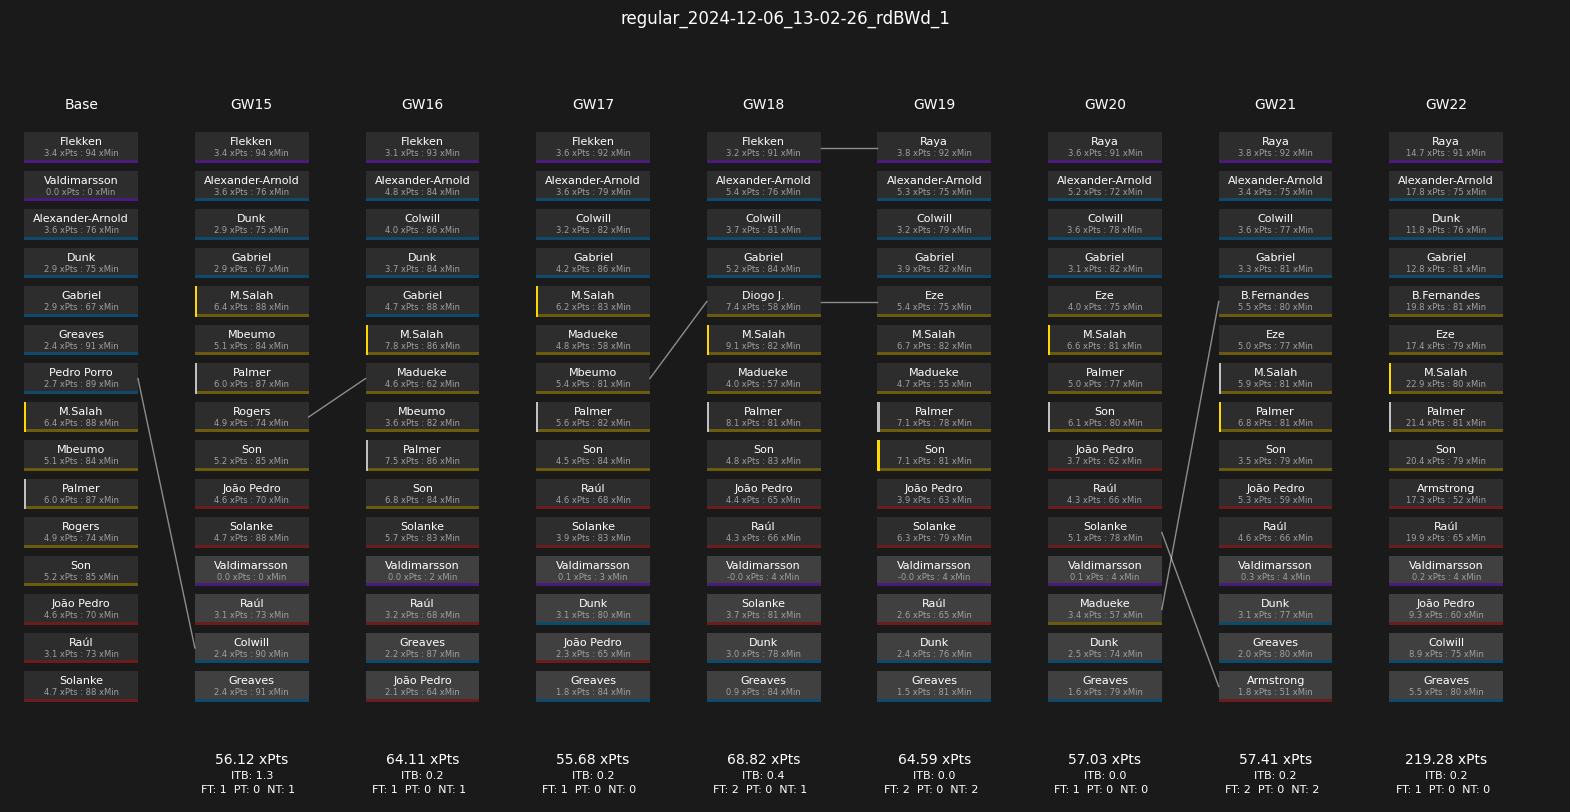 regular_2024-12-06_13-02-26_rdBWd_1
Base
Flekken
3.4 xPts : 94 xMin
Valdimarsson
0.0 xPts : 0 xMin
Alexander-Arnold
3.6 xPts : 76 xMin
Dunk
2.9 xPts : 75 xMin
Gabriel
2.9 xPts : 67 xMin
Greaves
2.4 xPts : 91 xMin
Pedro Porro
2.7 xPts : 89 xMin
M.Salah
6.4 xPts : 88 xMin
Mbeumo
5.1 xPts : 84 xMin
Palmer
6.0 xPts : 87 xMin
Rogers
4.9 xPts : 74 xMin
Son
5.2 xPts : 85 xMin
João Pedro
4.6 xPts : 70 xMin
Raúl
3.1 xPts : 73 xMin
Solanke
4.7 xPts : 88 xMin
GW15
Flekken
3.4 xPts : 94 xMin
Alexander-Arnold
3.6 xPts : 76 xMin
Dunk
2.9 xPts : 75 xMin
Gabriel
2.9 xPts : 67 xMin
M.Salah
6.4 xPts : 88 xMin
Mbeumo
5.1 xPts : 84 xMin
Palmer
6.0 xPts : 87 xMin
Rogers
4.9 xPts : 74 xMin
Son
5.2 xPts : 85 xMin
João Pedro
4.6 xPts : 70 xMin
Solanke
4.7 xPts : 88 xMin
Valdimarsson
0.0 xPts : 0 xMin
Raúl
3.1 xPts : 73 xMin
Colwill
2.4 xPts : 90 xMin
Greaves
2.4 xPts : 91 xMin
56.12 xPts
ITB: 1.3
FT: 1 PT: 0 NT: 1
GW16
Flekken
3.1 xPts : 93 xMin
Alexander-Arnold
4.8 xPts : 84 xMin
Colwill
4.0 xPts : 86 xMin
Dunk
3.7 xPts : 84 xMin
Gabriel
4.7 xPts : 88 xMin
M.Salah
7.8 xPts : 86 xMin
Madueke
4.6 xPts : 62 xMin
Mbeumo
3.6 xPts : 82 xMin
Palmer
7.5 xPts : 86 xMin
Son
6.8 xPts : 84 xMin
Solanke
5.7 xPts : 83 xMin
Valdimarsson
0.0 xPts : 2 xMin
Raúl
3.2 xPts : 68 xMin
Greaves
2.2 xPts : 87 xMin
João Pedro
2.1 xPts : 64 xMin
64.11 xPts
ITB: 0.2
FT: 1 PT: 0 NT: 1
GW17
Flekken
3.6 xPts : 92 xMin
Alexander-Arnold
3.6 xPts : 79 xMin
Colwill
3.2 xPts : 82 xMin
Gabriel
4.2 xPts : 86 xMin
M.Salah
6.2 xPts : 83 xMin
Madueke
4.8 xPts : 58 xMin
Mbeumo
5.4 xPts : 81 xMin
Palmer
5.6 xPts : 82 xMin
Son
4.5 xPts : 84 xMin
Raúl
4.6 xPts : 68 xMin
Solanke
3.9 xPts : 83 xMin
Valdimarsson
0.1 xPts : 3 xMin
Dunk
3.1 xPts : 80 xMin
João Pedro
2.3 xPts : 65 xMin
Greaves
1.8 xPts : 84 xMin
55.68 xPts
ITB: 0.2
FT: 1 PT: 0 NT: 0
GW18
Flekken
3.2 xPts : 91 xMin
Alexander-Arnold
5.4 xPts : 76 xMin
Colwill
3.7 xPts : 81 xMin
Gabriel
5.2 xPts : 84 xMin
Diogo J.
7.4 xPts : 58 xMin
M.Salah
9.1 xPts : 82 xMin
Madueke
4.0 xPts : 57 xMin
Palmer
8.1 xPts : 81 xMin
Son
4.8 xPts : 83 xMin
João Pedro
4.4 xPts : 65 xMin
Raúl
4.3 xPts : 66 xMin
Valdimarsson
-0.0 xPts : 4 xMin
Solanke
3.7 xPts : 81 xMin
Dunk
3.0 xPts : 78 xMin
Greaves
0.9 xPts : 84 xMin
68.82 xPts
ITB: 0.4
FT: 2 PT: 0 NT: 1
GW19
Raya
3.8 xPts : 92 xMin
Alexander-Arnold
5.3 xPts : 75 xMin
Colwill
3.2 xPts : 79 xMin
Gabriel
3.9 xPts : 82 xMin
Eze
5.4 xPts : 75 xMin
M.Salah
6.7 xPts : 82 xMin
Madueke
4.7 xPts : 55 xMin
Palmer
7.1 xPts : 78 xMin
Son
7.1 xPts : 81 xMin
João Pedro
3.9 xPts : 63 xMin
Solanke
6.3 xPts : 79 xMin
Valdimarsson
-0.0 xPts : 4 xMin
Raúl
2.6 xPts : 65 xMin
Dunk
2.4 xPts : 76 xMin
Greaves
1.5 xPts : 81 xMin
64.59 xPts
ITB: 0.0
FT: 2 PT: 0 NT: 2
GW20
Raya
3.6 xPts : 91 xMin
Alexander-Arnold
5.2 xPts : 72 xMin
Colwill
3.6 xPts : 78 xMin
Gabriel
3.1 xPts : 82 xMin
Eze
4.0 xPts : 75 xMin
M.Salah
6.6 xPts : 81 xMin
Palmer
5.0 xPts : 77 xMin
Son
6.1 xPts : 80 xMin
João Pedro
3.7 xPts : 62 xMin
Raúl
4.3 xPts : 66 xMin
Solanke
5.1 xPts : 78 xMin
Valdimarsson
0.1 xPts : 4 xMin
Madueke
3.4 xPts : 57 xMin
Dunk
2.5 xPts : 74 xMin
Greaves
1.6 xPts : 79 xMin
57.03 xPts
ITB: 0.0
FT: 1 PT: 0 NT: 0
GW21
Raya
3.8 xPts : 92 xMin
Alexander-Arnold
3.4 xPts : 75 xMin
Colwill
3.6 xPts : 77 xMin
Gabriel
3.3 xPts : 81 xMin
B.Fernandes
5.5 xPts : 80 xMin
Eze
5.0 xPts : 77 xMin
M.Salah
5.9 xPts : 81 xMin
Palmer
6.8 xPts : 81 xMin
Son
3.5 xPts : 79 xMin
João Pedro
5.3 xPts : 59 xMin
Raúl
4.6 xPts : 66 xMin
Valdimarsson
0.3 xPts : 4 xMin
Dunk
3.1 xPts : 77 xMin
Greaves
2.0 xPts : 80 xMin
Armstrong
1.8 xPts : 51 xMin
57.41 xPts
ITB: 0.2
FT: 2 PT: 0 NT: 2
GW22
Raya
14.7 xPts : 91 xMin
Alexander-Arnold
17.8 xPts : 75 xMin
Dunk
11.8 xPts : 76 xMin
Gabriel
12.8 xPts : 81 xMin
B.Fernandes
19.8 xPts : 81 xMin
Eze
17.4 xPts : 79 xMin
M.Salah
22.9 xPts : 80 xMin
Palmer
21.4 xPts : 81 xMin
Son
20.4 xPts : 79 xMin
Armstrong
17.3 xPts : 52 xMin
Raúl
19.9 xPts : 65 xMin
Valdimarsson
0.2 xPts : 4 xMin
João Pedro
9.3 xPts : 60 xMin
Colwill
8.9 xPts : 75 xMin
Greaves
5.5 xPts : 80 xMin
219.28 xPts
ITB: 0.2
FT: 1 PT: 0 NT: 0